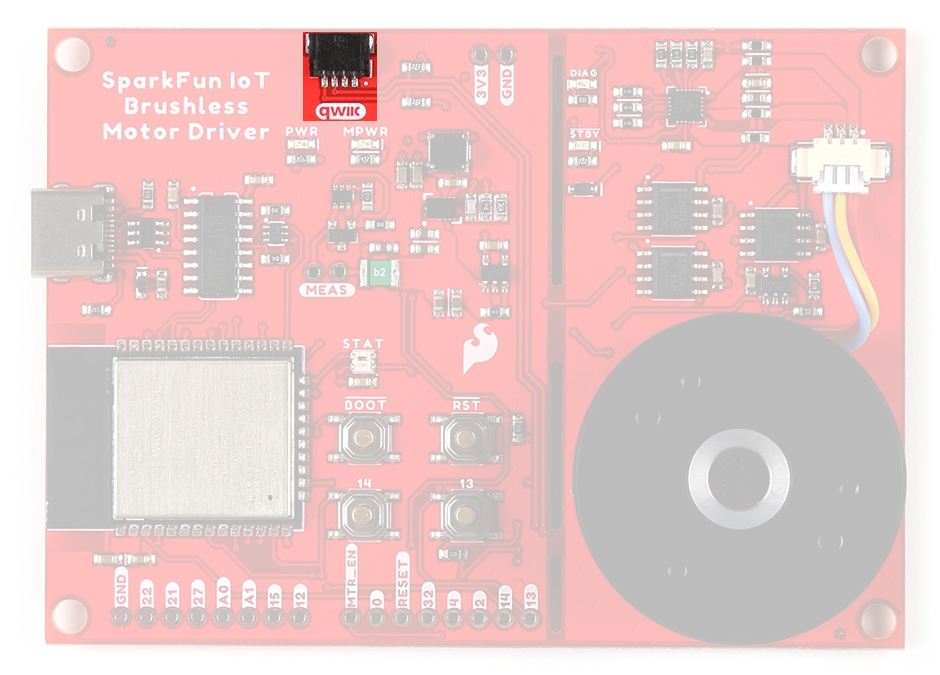 SparkFun IoT
Brushless
Motor Driver
qwiic
PWR
MPWR
3V3
GND
DIAG
STBY
MEAS
b2
STAT
BOOT
RST
14
13
GND
22
21
27
A0
A1
15
12
MTR_EN
0
RESET
32
4
2
14
13